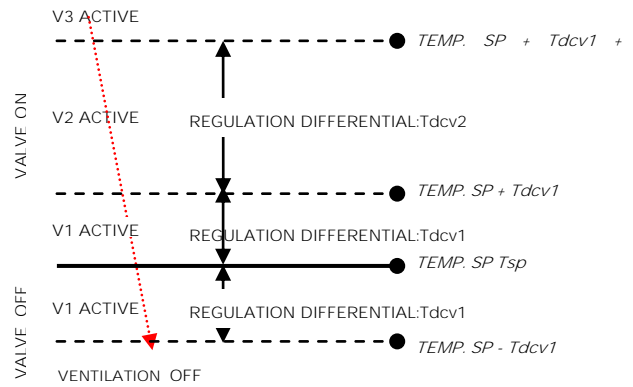 V3 ACTIVE
TEMP. SP + Tdcv1 +
V2 ACTIVE
REGULATION DIFFERENTIAL:Tdcv2
VALVE ON
TEMP. SP + Tdcv1
V1 ACTIVE
REGULATION DIFFERENTIAL:Tdcv1
TEMP. SP Tsp
V1 ACTIVE
REGULATION DIFFERENTIAL:Tdcv1
VALVE OFF
TEMP. SP - Tdcv1
VENTILATION OFF